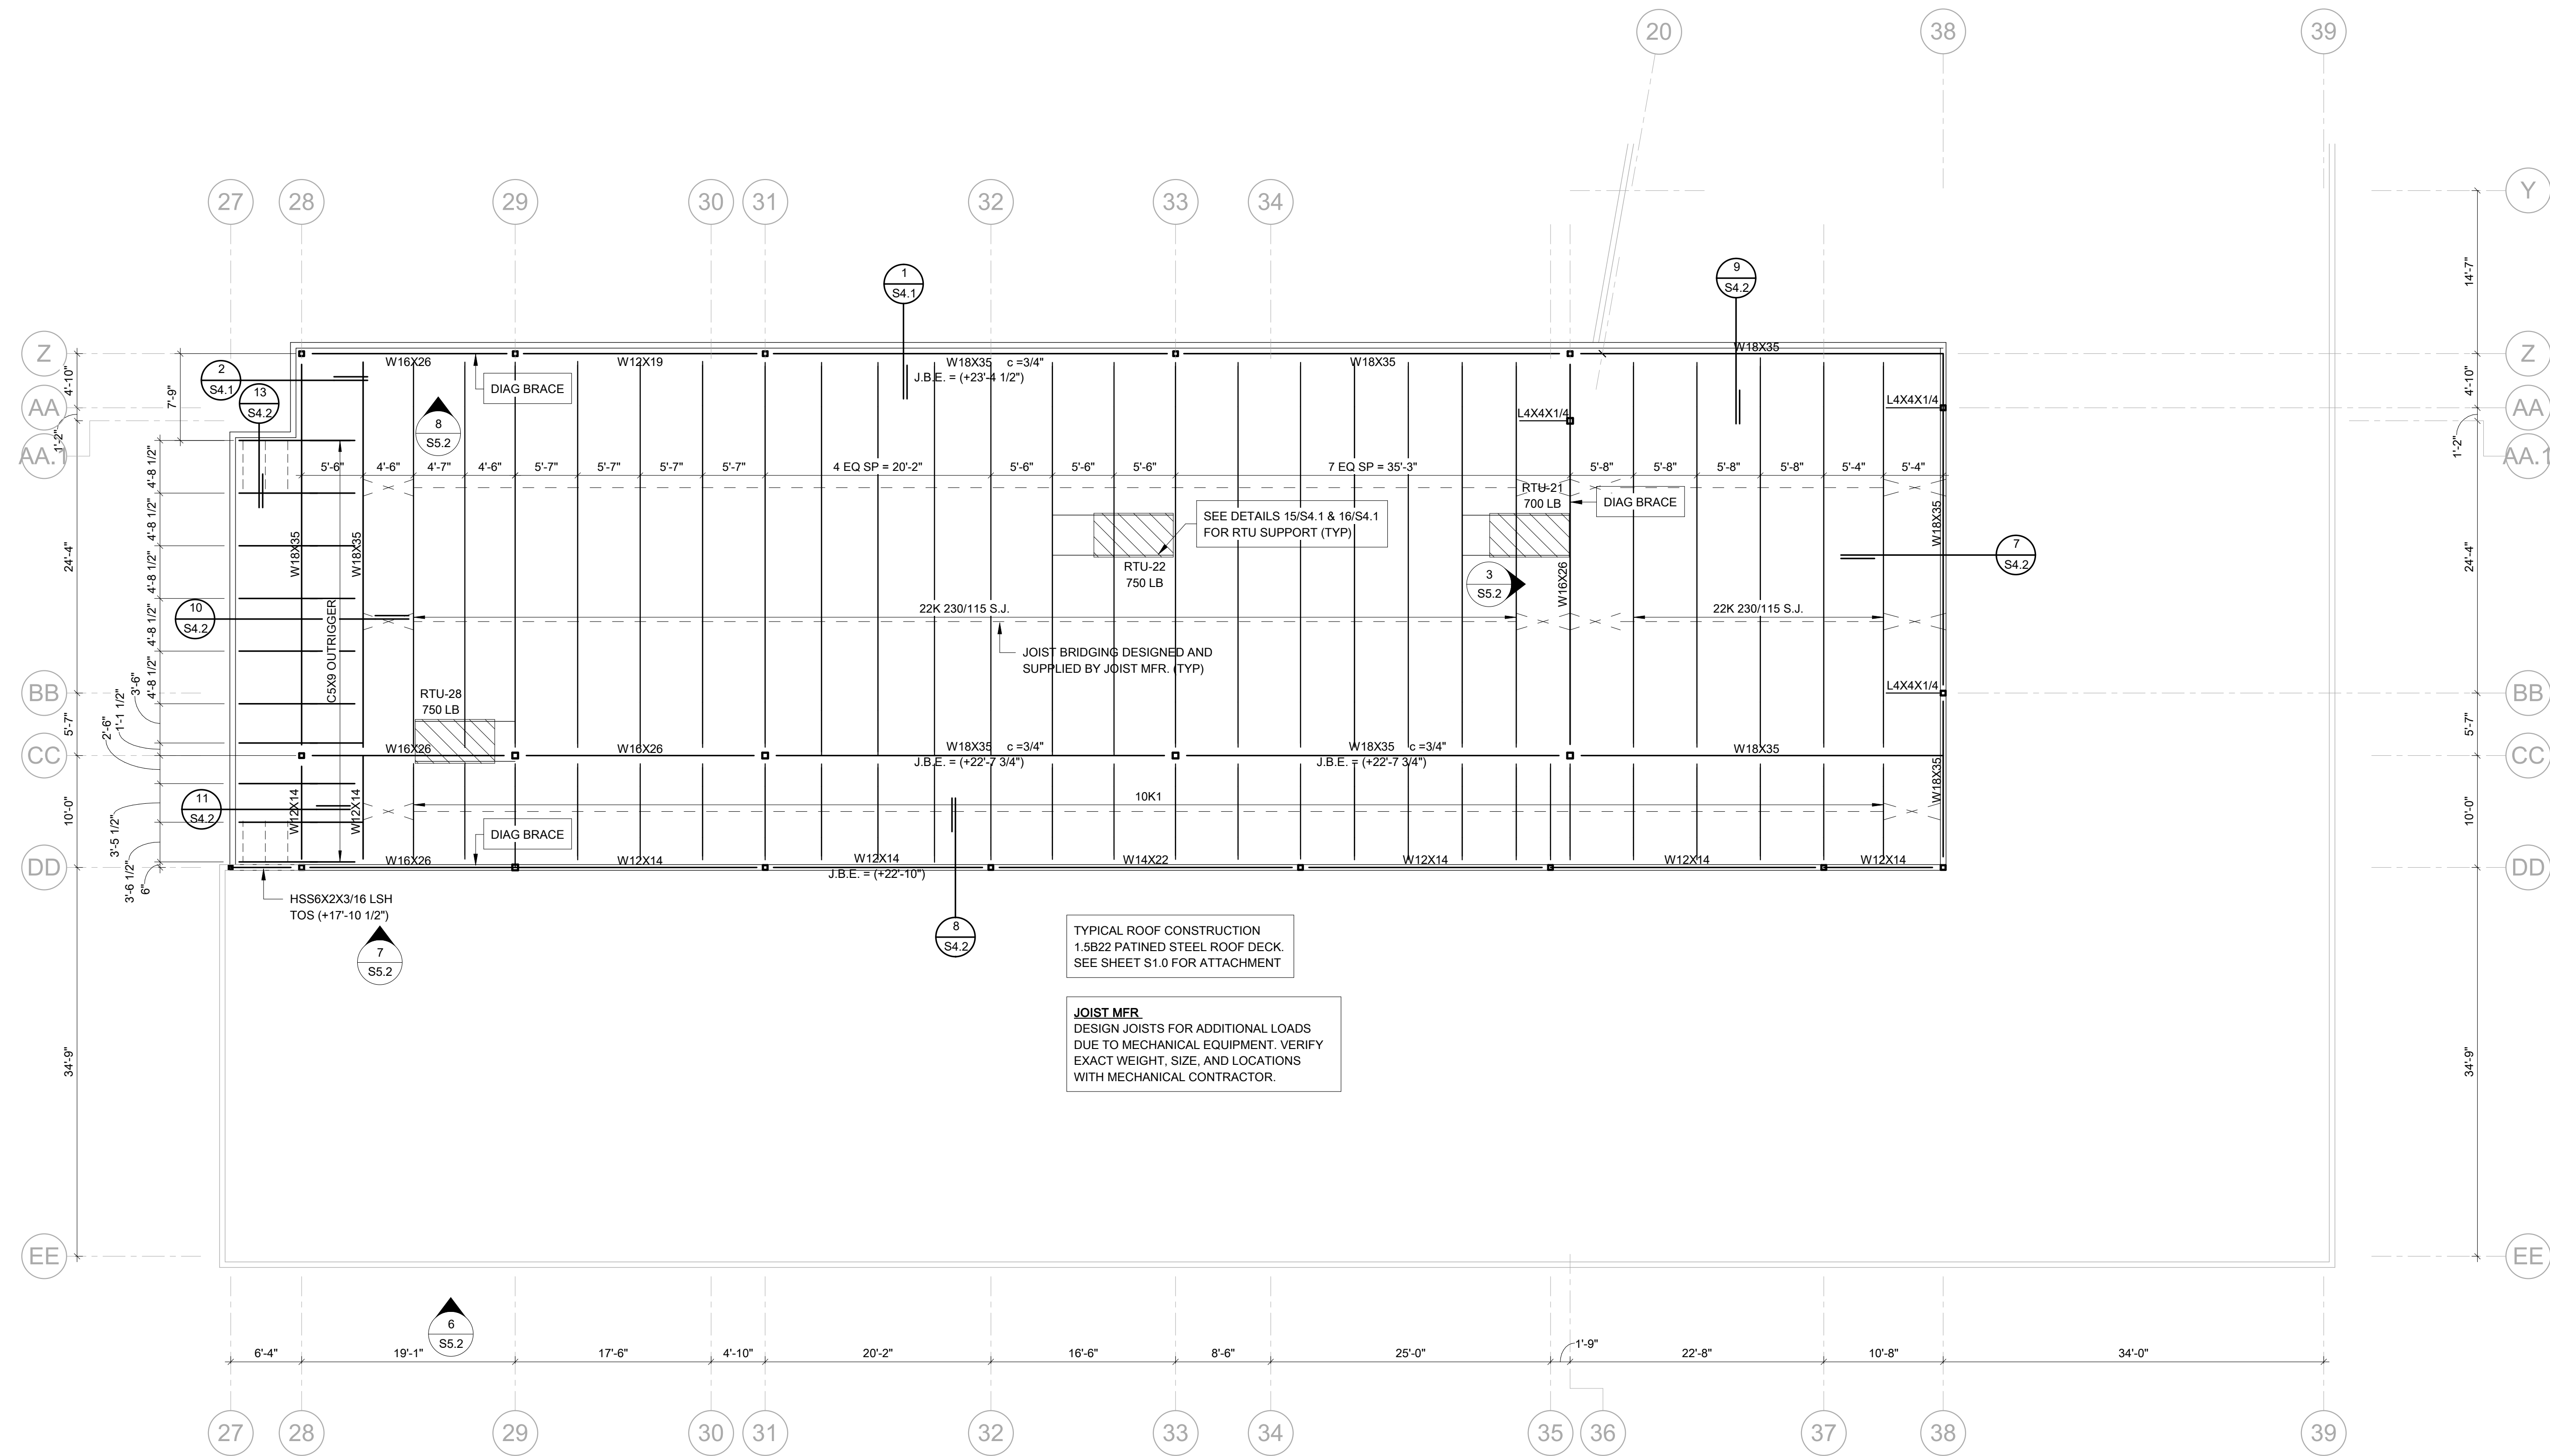 20
38
39
27
28
29
30
31
32
33
34
Y
14'-7"
1
S4.1
9
S4.2
Z
4'-10"
AA
1'-2"
AA.1
7'-9"
2
S4.1
13
S4.2
W16X26
W12X19
W18X35 c =3/4"
J.B.E. = (+23'-4 1/2")
W18X35
W18X35
Z
4'-10"
AA
1'-2"
AA.1
DIAG BRACE
8
S5.2
L4X4X1/4
L4X4X1/4
5'-6"
4'-6"
4'-7"
4'-6"
5'-7"
5'-7"
5'-7"
5'-7"
4 EQ SP = 20'-2"
5'-6"
5'-6"
5'-6"
7 EQ SP = 35'-3"
5'-8"
5'-8"
5'-8"
5'-8"
5'-4"
5'-4"
4'-8 1/2"
4'-8 1/2"
4'-8 1/2"
4'-8 1/2"
4'-8 1/2"
24'-4"
W18X35
W18X35
C5X9 OUTRIGGER
SEE DETAILS 15/S4.1 & 16/S4.1
FOR RTU SUPPORT (TYP)
RTU-22
750 LB
RTU-21
700 LB
DIAG BRACE
3
S5.2
W16X26
W18X35
7
S4.2
24'-4"
10
S4.2
22K 230/115 S.J.
22K 230/115 S.J.
JOIST BRIDGING DESIGNED AND
SUPPLIED BY JOIST MFR. (TYP)
BB
3'-6"
1'-1 1/2"
2'-6"
5'-7"
RTU-28
750 LB
L4X4X1/4
BB
5'-7"
CC
W16X26
W16X26
W18X35 c =3/4"
J.B.E. = (+22'-7 3/4")
W18X35 c =3/4"
J.B.E. = (+22'-7 3/4")
W18X35
CC
10'-0"
3'-5 1/2"
3'-6 1/2"
6"
11
S4.2
W12X14
W12X14
10K1
W18X35
10'-0"
DIAG BRACE
DD
W16X26
W12X14
W12X14
J.B.E. = (+22'-10")
W14X22
W12X14
W12X14
W12X14
DD
HSS6X2X3/16 LSH
TOS (+17'-10 1/2")
7
S5.2
8
S4.2
TYPICAL ROOF CONSTRUCTION
1.5B22 PATINED STEEL ROOF DECK.
SEE SHEET S1.0 FOR ATTACHMENT
JOIST MFR
DESIGN JOISTS FOR ADDITIONAL LOADS
DUE TO MECHANICAL EQUIPMENT. VERIFY
EXACT WEIGHT, SIZE, AND LOCATIONS
WITH MECHANICAL CONTRACTOR.
34'-9"
34'-9"
EE
EE
6
S5.2
6'-4"
19'-1"
17'-6"
4'-10"
20'-2"
16'-6"
8'-6"
25'-0"
1'-9"
22'-8"
10'-8"
34'-0"
27
28
29
30
31
32
33
34
35
36
37
38
39